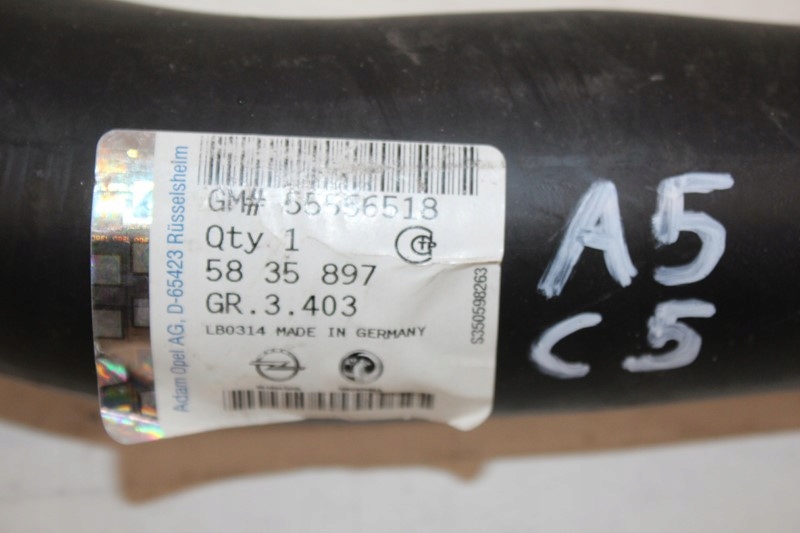 GM# 55556518
Qty 1
58 35 897
GR.3.403
LB0314 MADE IN GERMANY
Adam Opel AG, D-65423 Rüsselsheim
S350598263
A5
C5